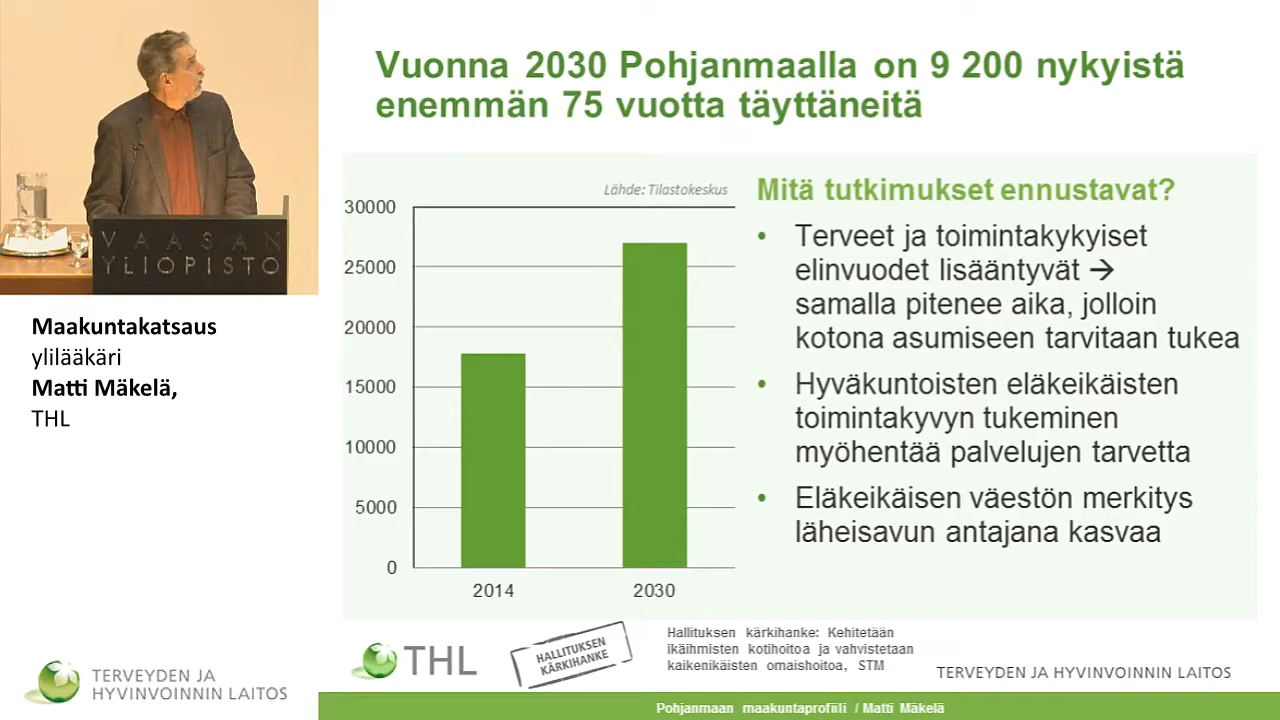 VAASAN
YLIOPISTO
Maakuntakatsaus
ylilääkäri
Matti Mäkelä,
THL
TERVEYDEN JA
HYVINVOINNIN LAITOS
Vuonna 2030 Pohjanmaalla on 9 200 nykyistä
enemmän 75 vuotta täyttäneitä
Lähde: Tilastokeskus
30000
25000
20000
15000
10000
5000
0
2014
2030
Mitä tutkimukset ennustavat?
• Terveet ja toimintakykyiset
elinvuodet lisääntyvät →
samalla pitenee aika, jolloin
kotona asumiseen tarvitaan tukea
• Hyväkuntoisten eläkeikäisten
toimintakyvyn tukeminen
myöhentää palvelujen tarvetta
• Eläkeikäisen väestön merkitys
läheisavun antajana kasvaa
THL
HALLITUKSEN
KÄRKIHANKE
Hallituksen kärkihanke: Kehitetään
ikäihmisten kotihoitoa ja vahvistetaan
kaikenikäisten omaishoitoa, STM
TERVEYDEN JA HYVINVOINNIN LAITOS
Pohjanmaan maakuntaprofiili / Matti Mäkelä